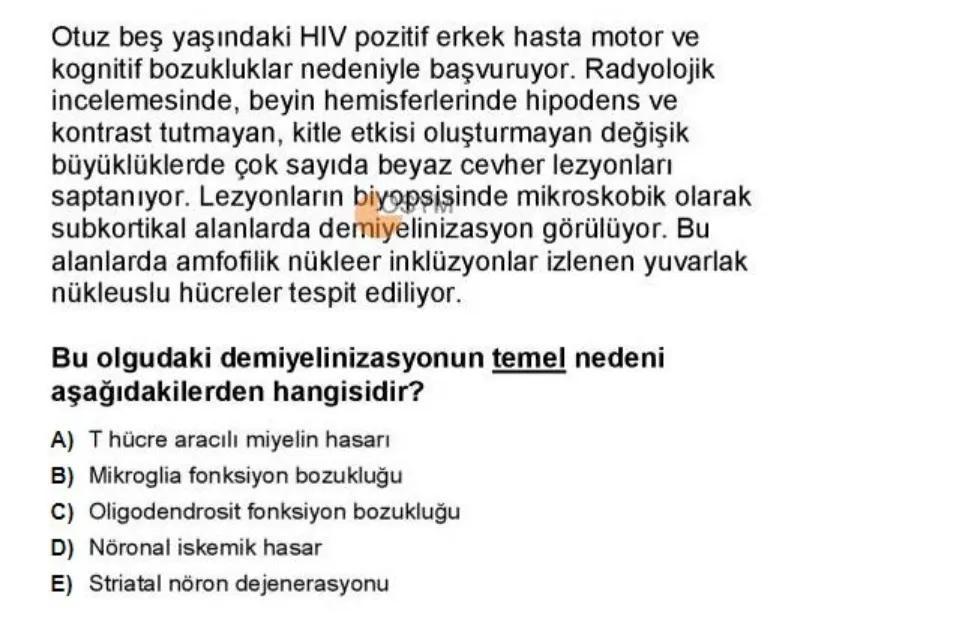 Otuz beş yaşındaki HIV pozitif erkek hasta motor ve
kognitif bozukluklar nedeniyle başvuruyor. Radyolojik
incelemesinde, beyin hemisferlerinde hipodens ve
kontrast tutmayan, kitle etkisi oluşturmayan değişik
büyüklüklerde çok sayıda beyaz cevher lezyonları
saptanıyor. Lezyonların biyopsisinde mikroskobik olarak
subkortikal alanlarda demiyelinizasyon görülüyor. Bu
alanlarda amfofilik nükleer inklüzyonlar izlenen yuvarlak
nükleuslu hücreler tespit ediliyor.
ÖSYM
Bu olgudaki demiyelinizasyonun temel nedeni
aşağıdakilerden hangisidir?
A) T hücre aracılı miyelin hasarı
B) Mikroglia fonksiyon bozukluğu
C) Oligodendrosit fonksiyon bozukluğu
D) Nöronal iskemik hasar
E) Striatal nöron dejenerasyonu